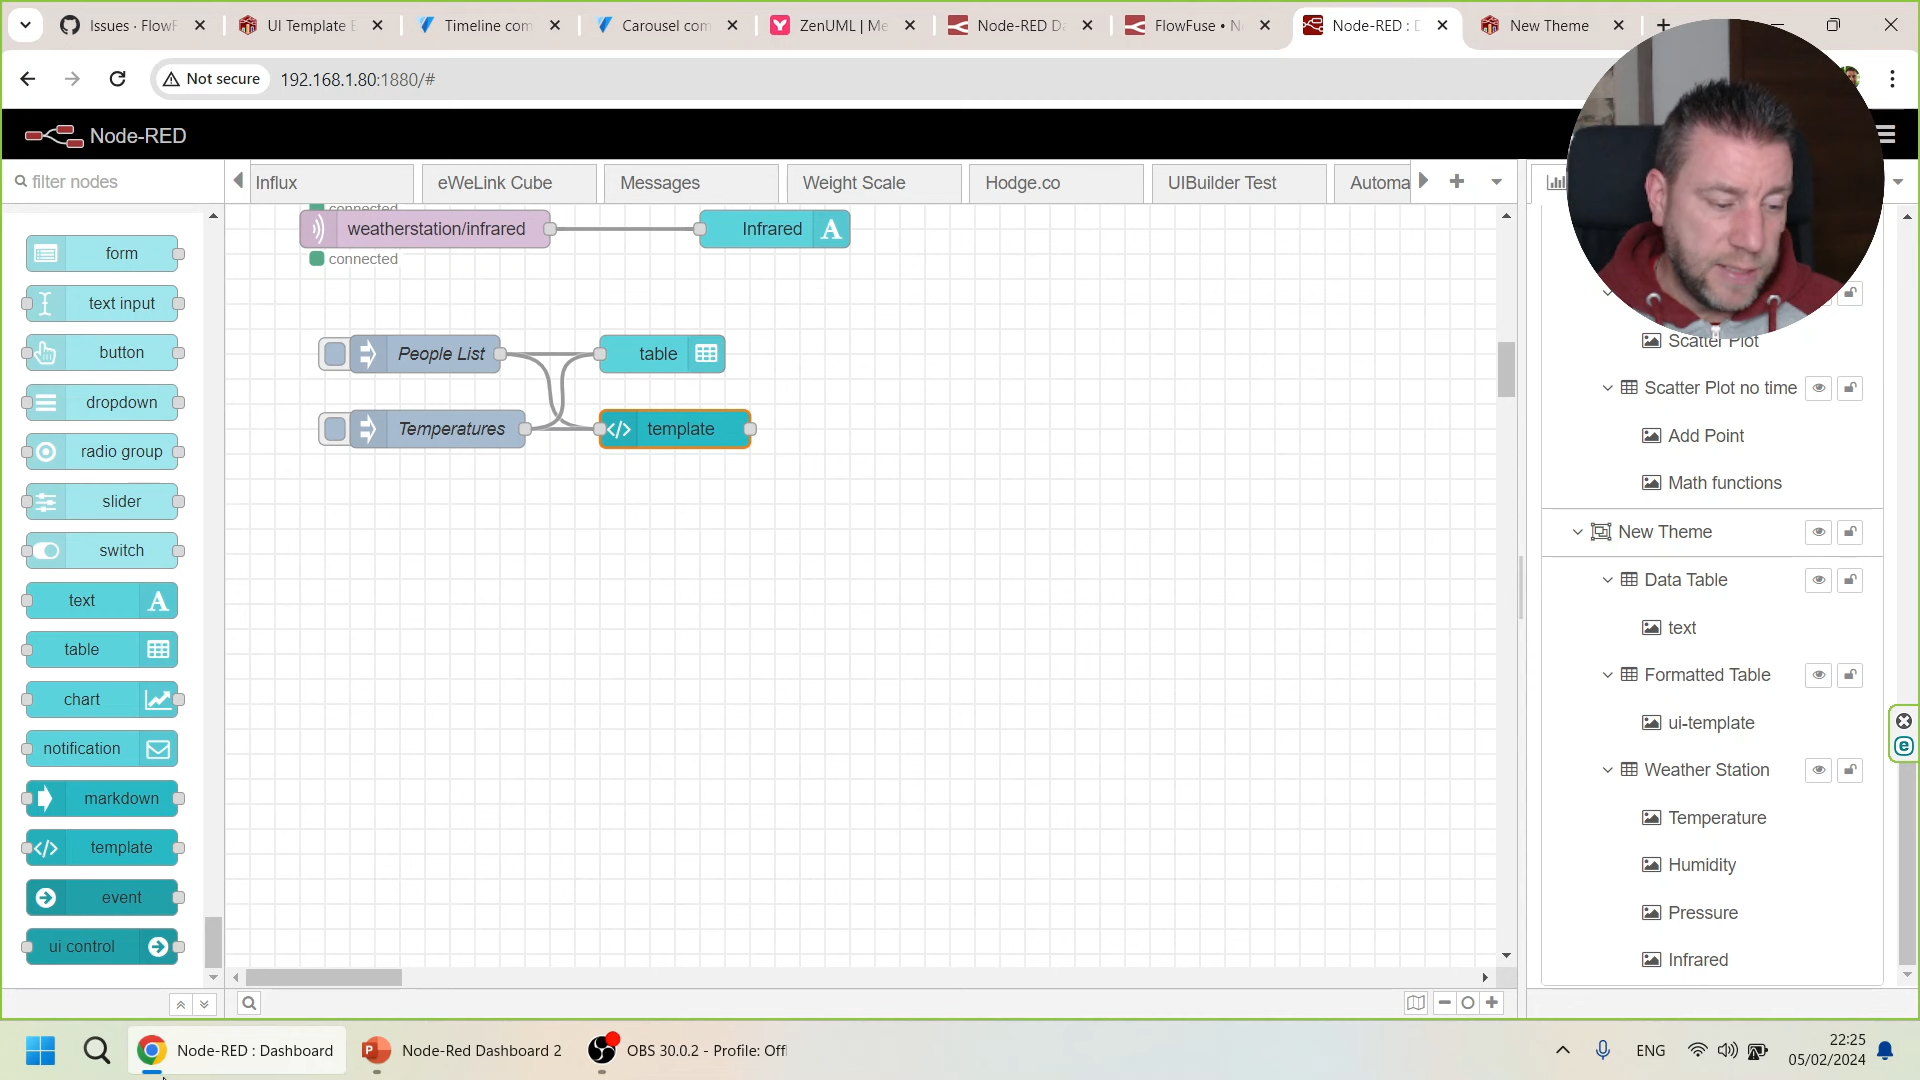 Issues · FlowF
UI Template E
Timeline com
Carousel com
ZenUML | Me
Node-RED Da
FlowFuse • N
Node-RED : D
New Theme
Not secure
192.168.1.80:1880/#
Node-RED
filter nodes
Influx
eWeLink Cube
Messages
Weight Scale
Hodge.co
UIBuilder Test
Automa
connected
weatherstation/infrared
Infrared
connected
People List
table
Temperatures
template
form
text input
button
dropdown
radio group
slider
switch
text
table
chart
notification
markdown
template
event
ui control
Scatter Plot
Scatter Plot no time
Add Point
Math functions
New Theme
Data Table
text
Formatted Table
ui-template
Weather Station
Temperature
Humidity
Pressure
Infrared
Node-RED : Dashboard
Node-Red Dashboard 2
OBS 30.0.2 - Profile: Offi
ENG
22:25
05/02/2024